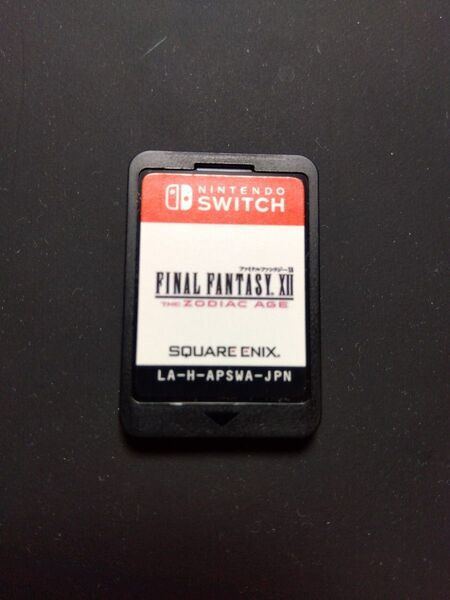 NINTENDO
SWITCH
ファイナルファンタジーXII
FINAL FANTASY XII
THE ZODIAC AGE
SQUARE ENIX.
LA-H-APSWA-JPN